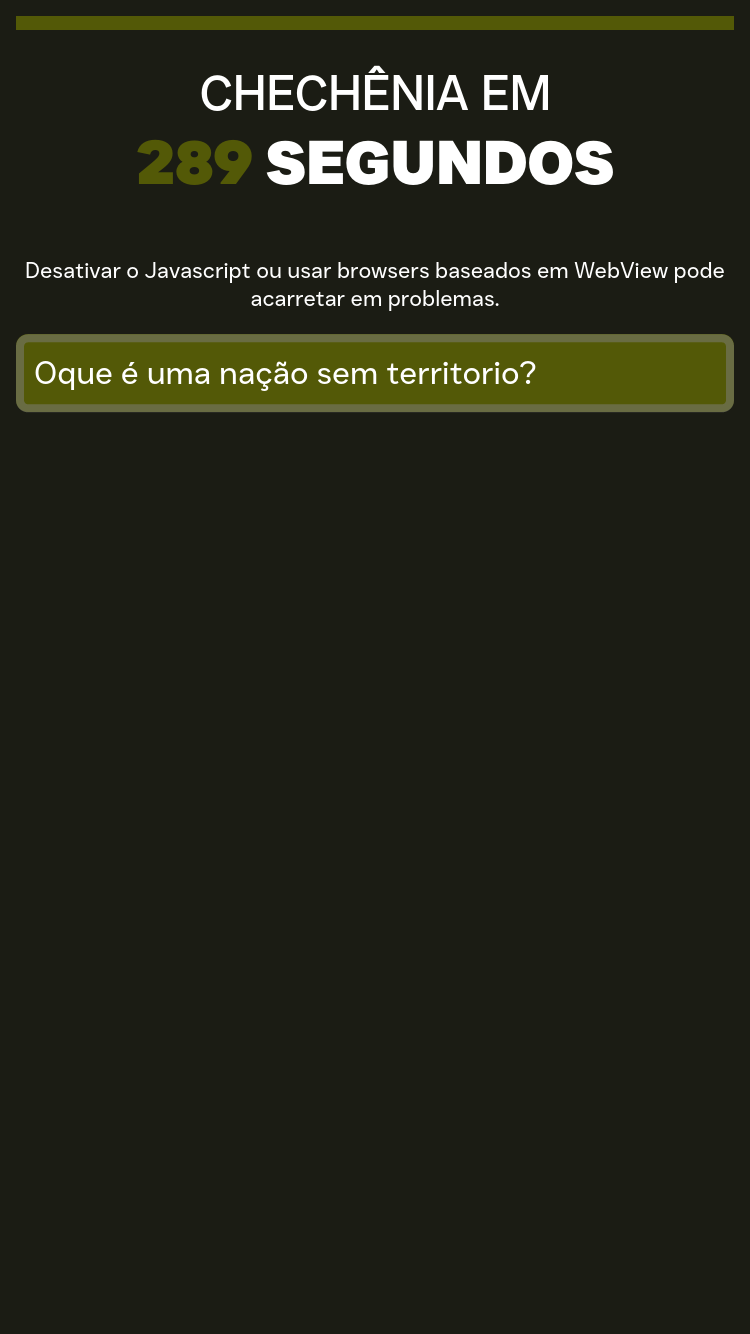 CHECHÊNIA EM
289 SEGUNDOS
Desativar o Javascript ou usar browsers baseados em WebView pode
acarretar em problemas.
Oque é uma nação sem territorio?